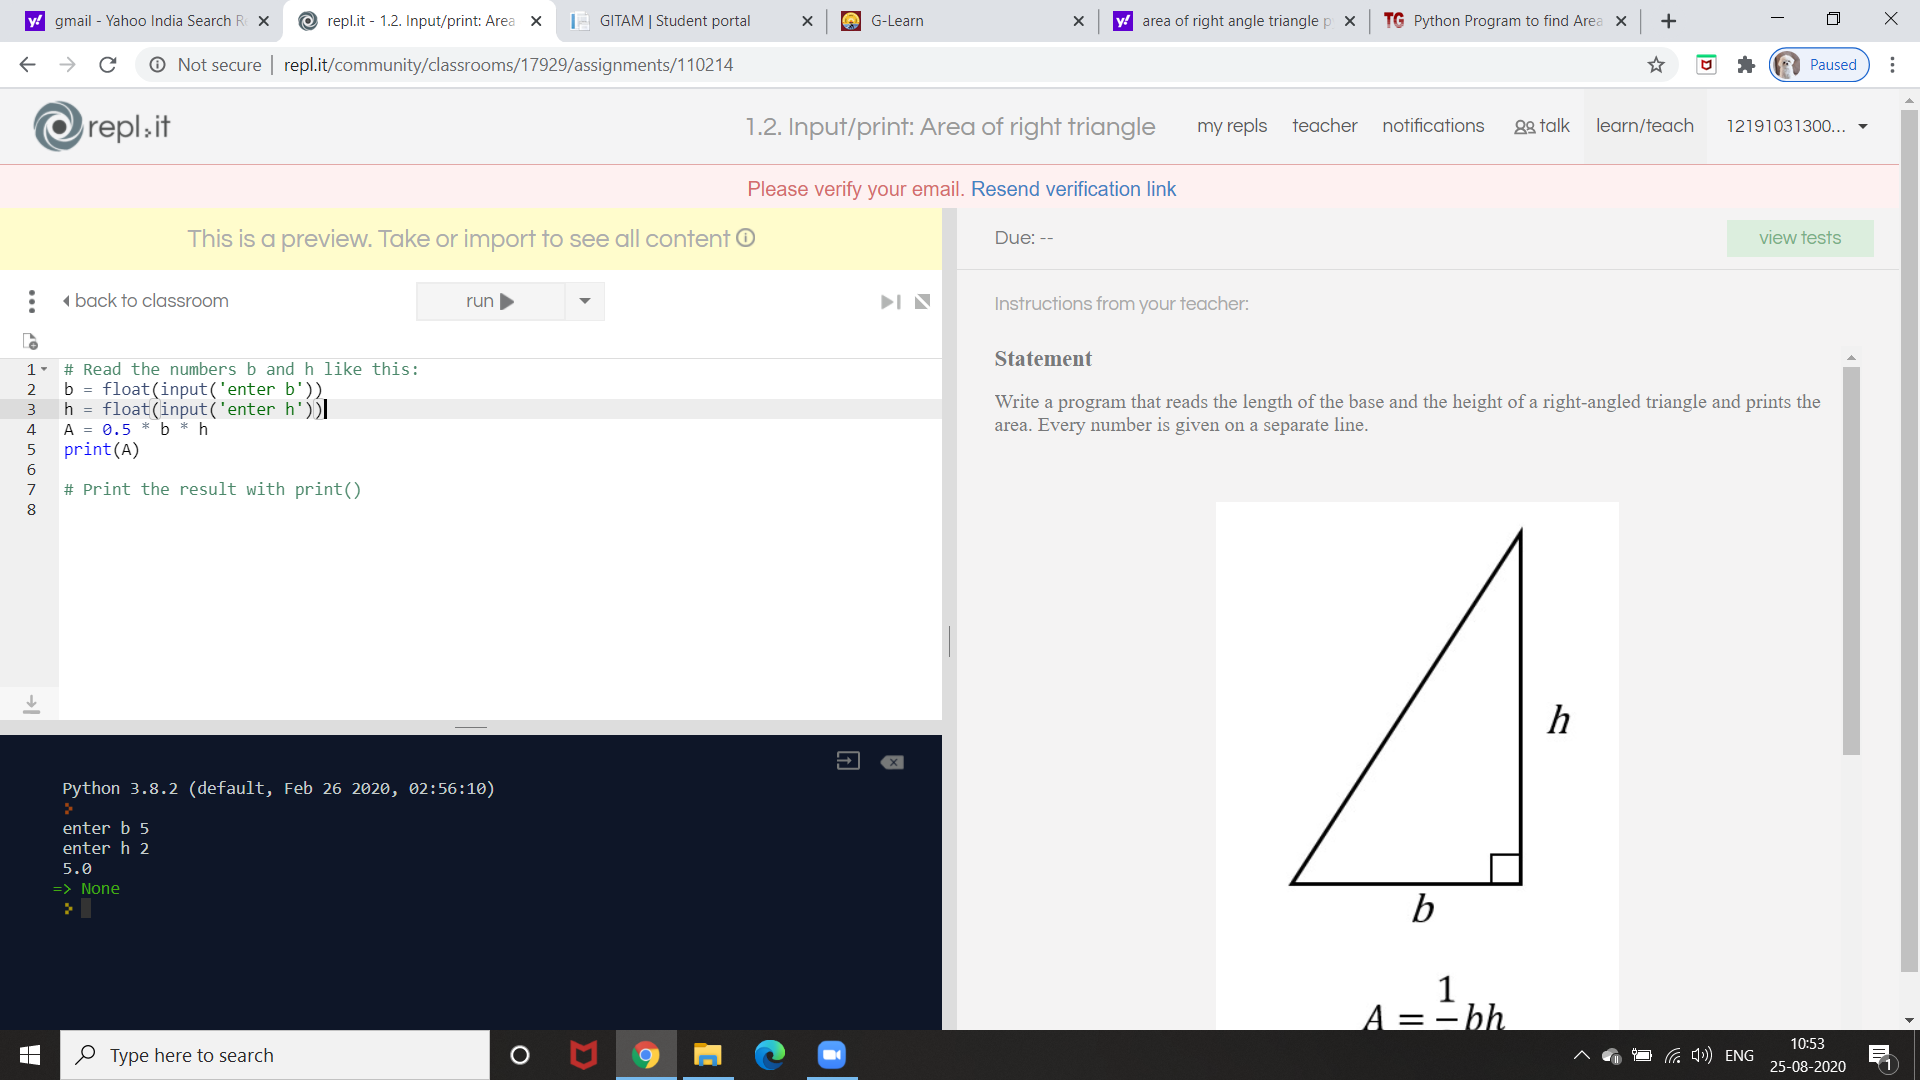 gmail - Yahoo India Search R
repl.it - 1.2. Input/print: Area
GITAM | Student portal
G-Learn
area of right angle triangle p
TG Python Program to find Area
Not secure | repl.it/community/classrooms/17929/assignments/110214
Paused
repl.it
1.2. Input/print: Area of right triangle
my repls
teacher
notifications
talk
learn/teach
12191031300...
Please verify your email. Resend verification link
This is a preview. Take or import to see all content
back to classroom
run
1 # Read the numbers b and h like this:
2 b = float(input('enter b'))
3 h = float(input('enter h'))
4 A = 0.5 * b * h
5 print(A)
6
7 # Print the result with print()
8
Python 3.8.2 (default, Feb 26 2020, 02:56:10)
enter b 5
enter h 2
5.0
=> None
Due: --
view tests
Instructions from your teacher:
Statement
Write a program that reads the length of the base and the height of a right-angled triangle and prints the
area. Every number is given on a separate line.
h
b
A = 1 bh
Type here to search
ENG
10:53
25-08-2020
1